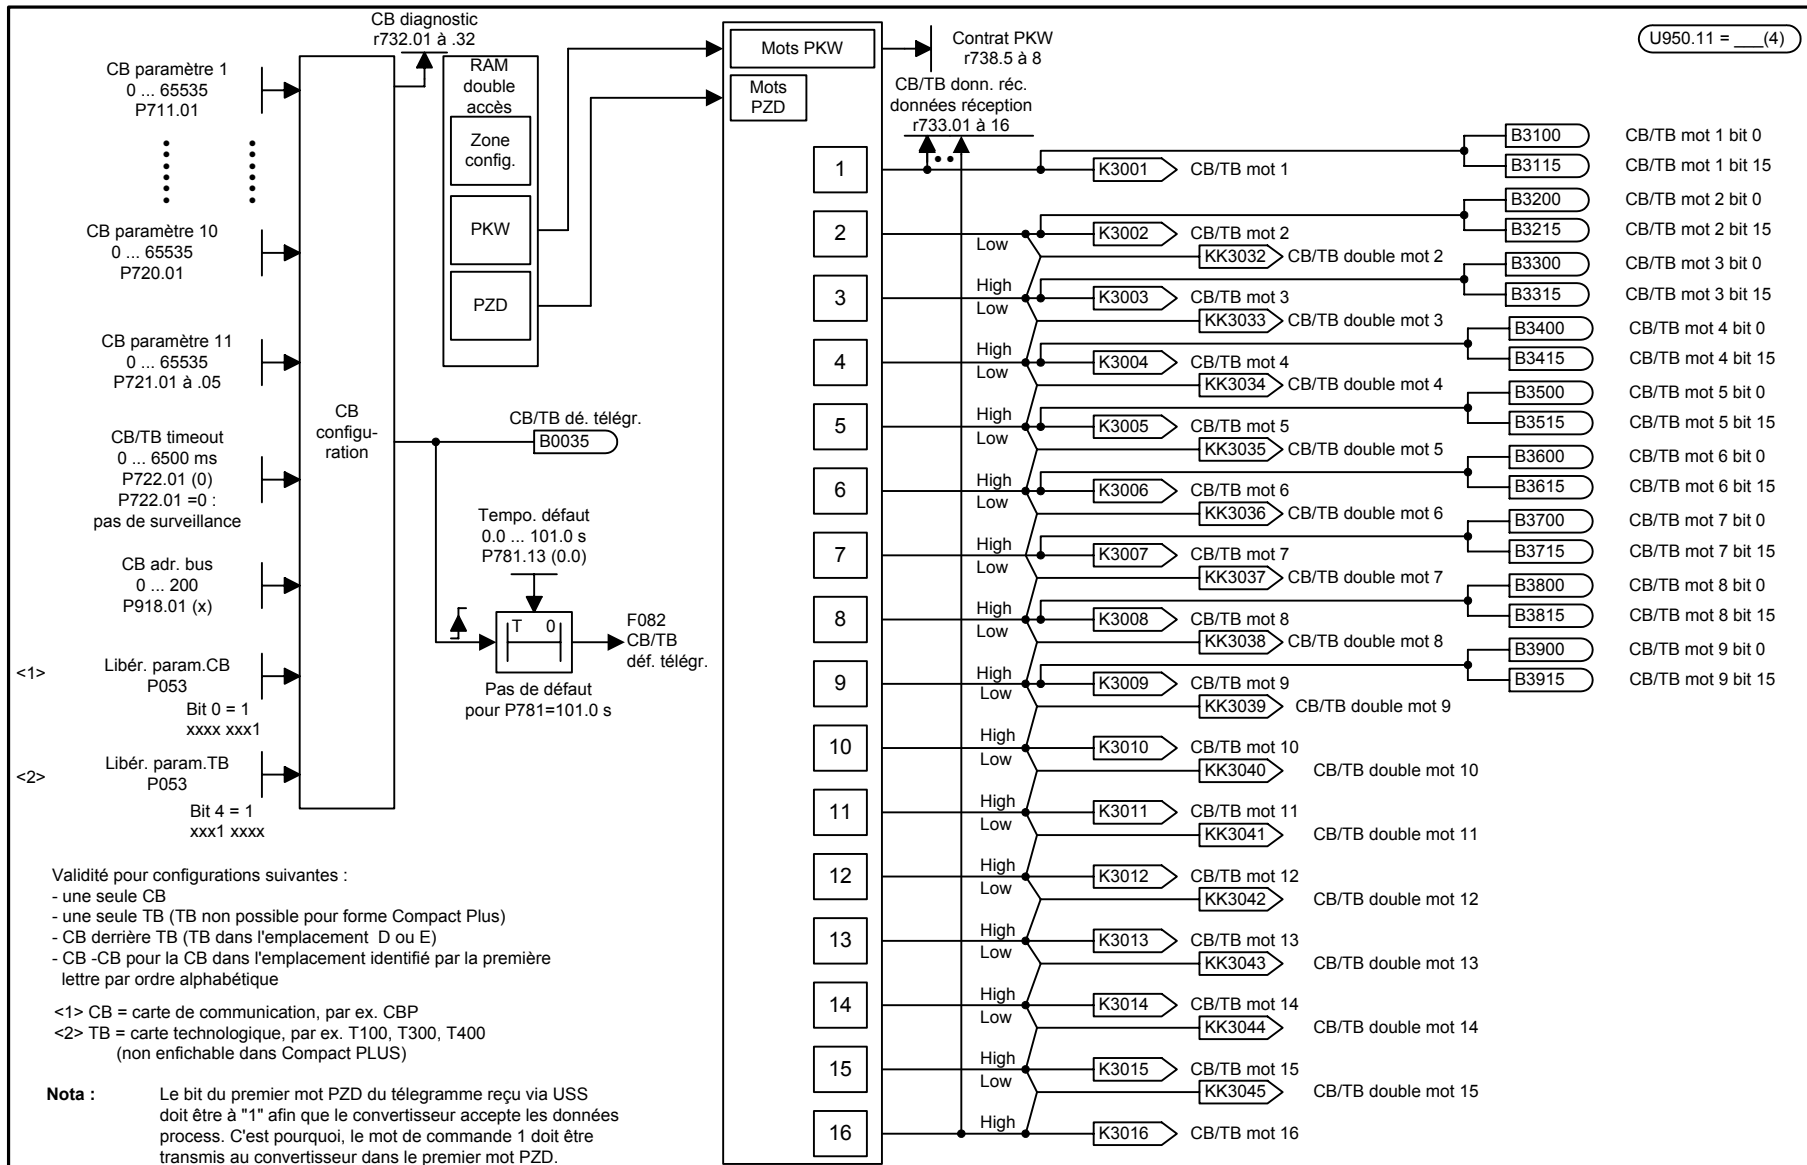 CB diagnostic
r732.01 à .32
U950.11 = ___(4)
CB paramètre 1
0 ... 65535
P711.01
CB paramètre 10
0 ... 65535
P720.01
CB paramètre 11
0 ... 65535
P721.01 à .05
CB/TB timeout
0 ... 6500 ms
P722.01 (0)
P722.01 =0 :
pas de surveillance
CB adr. bus
0 ... 200
P918.01 (x)
<1>
Libér. param.CB
P053
Bit 0 = 1
xxxx xxx1
<2>
Libér. param.TB
P053
Bit 4 = 1
xxx1 xxxx
CB
configu-
ration
RAM
double
accès
Zone
config.
PKW
PZD
CB/TB dé. télégr.
B0035
Tempo. défaut
0.0 ... 101.0 s
P781.13 (0.0)
T 0
F082
CB/TB
déf. télégr.
Pas de défaut
pour P781=101.0 s
Mots PKW
Mots
PZD
Contrat PKW
r738.5 à 8
CB/TB donn. réc.
données réception
r733.01 à 16
1
K3001 CB/TB mot 1
B3100 CB/TB mot 1 bit 0
B3115 CB/TB mot 1 bit 15
2
Low
K3002 CB/TB mot 2
KK3032 CB/TB double mot 2
B3200 CB/TB mot 2 bit 0
B3215 CB/TB mot 2 bit 15
3
High
Low
K3003 CB/TB mot 3
KK3033 CB/TB double mot 3
B3300 CB/TB mot 3 bit 0
B3315 CB/TB mot 3 bit 15
4
High
Low
K3004 CB/TB mot 4
KK3034 CB/TB double mot 4
B3400 CB/TB mot 4 bit 0
B3415 CB/TB mot 4 bit 15
5
High
Low
K3005 CB/TB mot 5
KK3035 CB/TB double mot 5
B3500 CB/TB mot 5 bit 0
B3515 CB/TB mot 5 bit 15
6
High
Low
K3006 CB/TB mot 6
KK3036 CB/TB double mot 6
B3600 CB/TB mot 6 bit 0
B3615 CB/TB mot 6 bit 15
7
High
Low
K3007 CB/TB mot 7
KK3037 CB/TB double mot 7
B3700 CB/TB mot 7 bit 0
B3715 CB/TB mot 7 bit 15
8
High
Low
K3008 CB/TB mot 8
KK3038 CB/TB double mot 8
B3800 CB/TB mot 8 bit 0
B3815 CB/TB mot 8 bit 15
9
High
Low
K3009 CB/TB mot 9
KK3039 CB/TB double mot 9
B3900 CB/TB mot 9 bit 0
B3915 CB/TB mot 9 bit 15
10
High
Low
K3010 CB/TB mot 10
KK3040 CB/TB double mot 10
11
High
Low
K3011 CB/TB mot 11
KK3041 CB/TB double mot 11
12
High
Low
K3012 CB/TB mot 12
KK3042 CB/TB double mot 12
13
High
Low
K3013 CB/TB mot 13
KK3043 CB/TB double mot 13
14
High
Low
K3014 CB/TB mot 14
KK3044 CB/TB double mot 14
15
High
Low
K3015 CB/TB mot 15
KK3045 CB/TB double mot 15
16
High
K3016 CB/TB mot 16
Validité pour configurations suivantes :
- une seule CB
- une seule TB (TB non possible pour forme Compact Plus)
- CB derrière TB (TB dans l'emplacement D ou E)
- CB -CB pour la CB dans l'emplacement identifié par la première
lettre par ordre alphabétique
<1> CB = carte de communication, par ex. CBP
<2> TB = carte technologique, par ex. T100, T300, T400
(non enfichable dans Compact PLUS)
Nota : Le bit du premier mot PZD du télegramme reçu via USS
doit être à "1" afin que le convertisseur accepte les données
process. C'est pourquoi, le mot de commande 1 doit être
transmis au convertisseur dans le premier mot PZD.